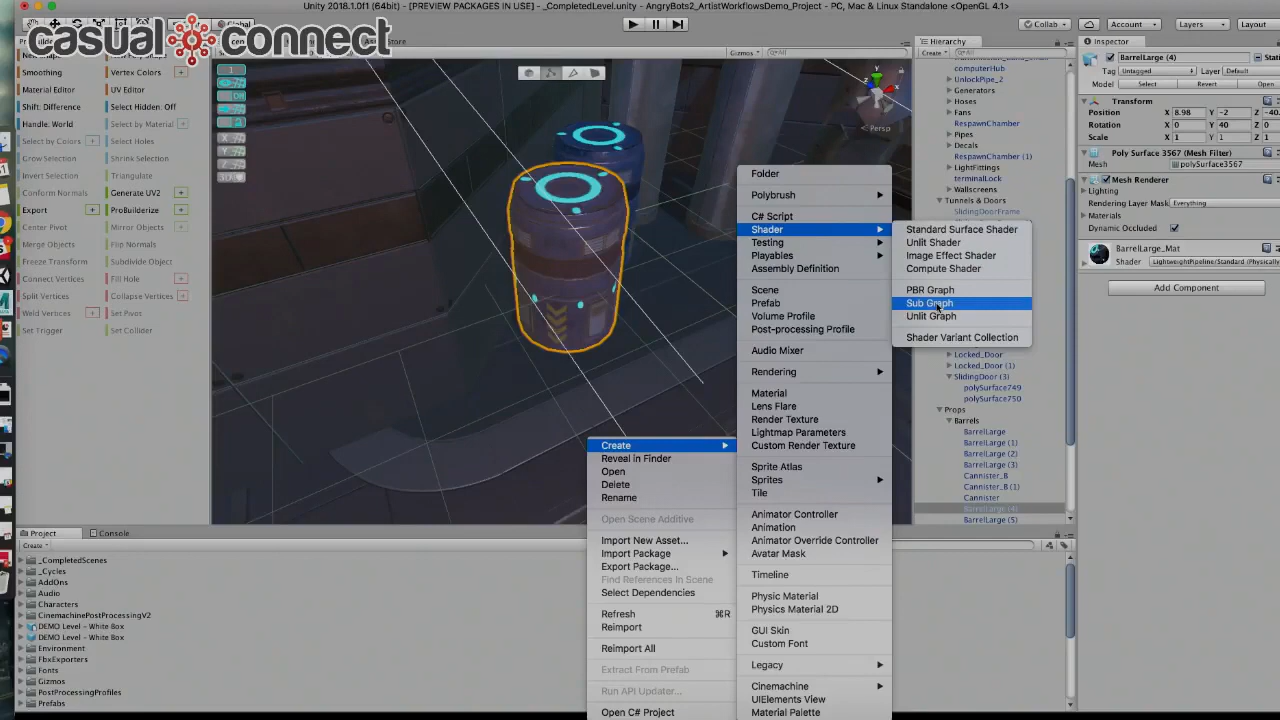 Unity 2018.1.0f1 (64bit) - [PREVIEW PACKAGES IN USE] - _CompletedLevel.unity - AngryBots2_ArtistWorkflowsDemo_Project - PC, Mac & Linux Standalone <OpenGL 4.1>
casual connect
Collab
Account
Layers
Layout
Gizmos
All
Hierarchy
Create
All
Inspector
Smoothing
Vertex Colors
Material Editor
UV Editor
Shift: Difference
Select Hidden: Off
Handle: World
Select by Material
Select by Colors
Select Holes
Grow Selection
Shrink Selection
Invert Selection
Conform Normals
Generate UV2
Export
ProBuilderize
Center Pivot
Mirror Objects
Merge Objects
Flip Normals
Triangulate
Subdivide Object
Connect Vertices
Fill Hole
Split Vertices
Collapse Vertices
Weld Vertices
Set Pivot
Set Trigger
Set Collider
Persp
computerHub
UnlockPipe_2
Generators
Hoses
Fans
RespawnChamber
Pipes
Decals
RespawnChamber (1)
LightFittings
terminalLock
Wallscreens
Tunnels & Doors
SlidingDoorFrame
Locked_Door
Locked_Door (1)
SlidingDoor (3)
polySurface749
polySurface750
Props
Barrels
BarrelLarge
BarrelLarge (1)
BarrelLarge (2)
BarrelLarge (3)
Cannister_B
Cannister_B (1)
Cannister
BarrelLarge (4)
BarrelLarge (5)
BarrelLarge (4)
Static
Tag Untagged Layer Default
Model Select Revert Open
Transform
Position X 8.98 Y -2 Z -40.
Rotation X 0 Y 40 Z 0
Scale X 1 Y 1 Z 1
Poly Surface 3567 (Mesh Filter)
Mesh polySurface3567
Mesh Renderer
Lighting
Rendering Layer Mask Everything
Materials
Dynamic Occluded
BarrelLarge_Mat
Shader LightweightPipeline/Standard (Physically
Add Component
Folder
Polybrush
C# Script
Shader
Testing
Playables
Assembly Definition
Scene
Prefab
Volume Profile
Post-processing Profile
Audio Mixer
Rendering
Material
Lens Flare
Render Texture
Lightmap Parameters
Custom Render Texture
Sprite Atlas
Sprites
Tile
Animator Controller
Animation
Animator Override Controller
Avatar Mask
Timeline
Physic Material
Physics Material 2D
GUI Skin
Custom Font
Legacy
Cinemachine
UIElements View
Material Palette
Standard Surface Shader
Unlit Shader
Image Effect Shader
Compute Shader
PBR Graph
Sub Graph
Unlit Graph
Shader Variant Collection
Create
Reveal in Finder
Open
Delete
Rename
Open Scene Additive
Import New Asset...
Import Package
Export Package...
Find References In Scene
Select Dependencies
Refresh ⌘R
Reimport
Reimport All
Extract From Prefab
Run API Updater...
Open C# Project
Project
Console
Create
_CompletedScenes
_Cycles
AddOns
Audio
Characters
CinemachinePostProcessingV2
DEMO Level - White Box
DEMO Level - White Box
Environment
FbxExporters
Fonts
Gizmos
PostProcessingProfiles
Prefabs